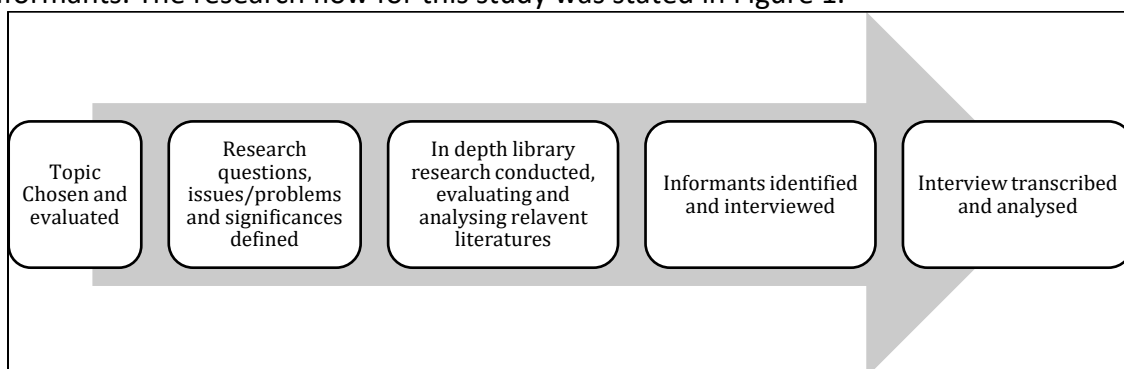 nformants. The research flow for this study was stated in Figure 1.
Topic
Chosen and
evaluated
Research
questions,
issues/problems
and significances
defined
In depth library
research conducted,
evaluating and
analysing relavent
literatures
Informants identified
and interviewed
Interview transcribed
and analysed